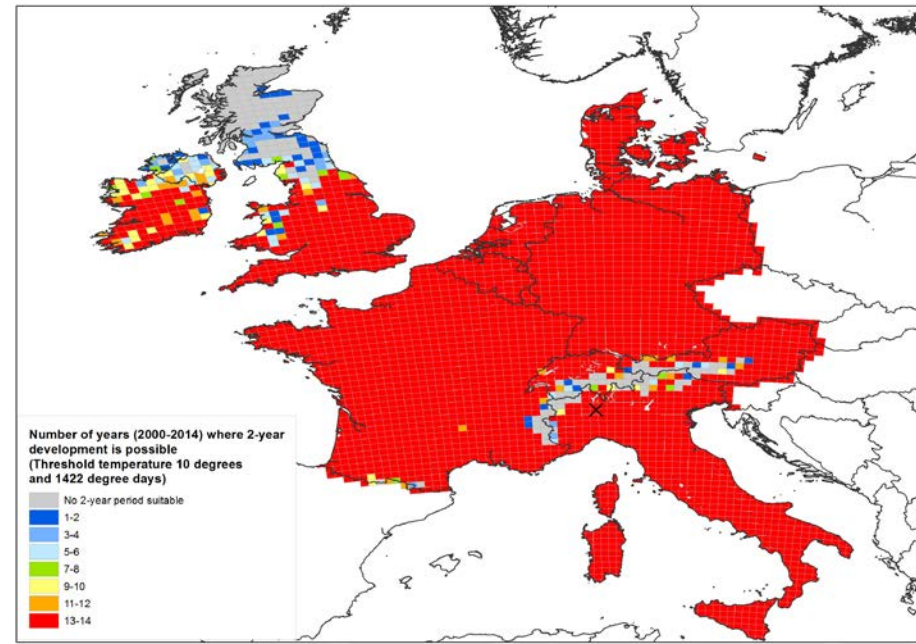 Number of years (2000-2014) where 2-year
development is possible
(Threshold temperature 10 degrees
and 1422 degree days)
No 2-year period suitable
1-2
3-4
5-6
7-8
9-10
11-12
13-14